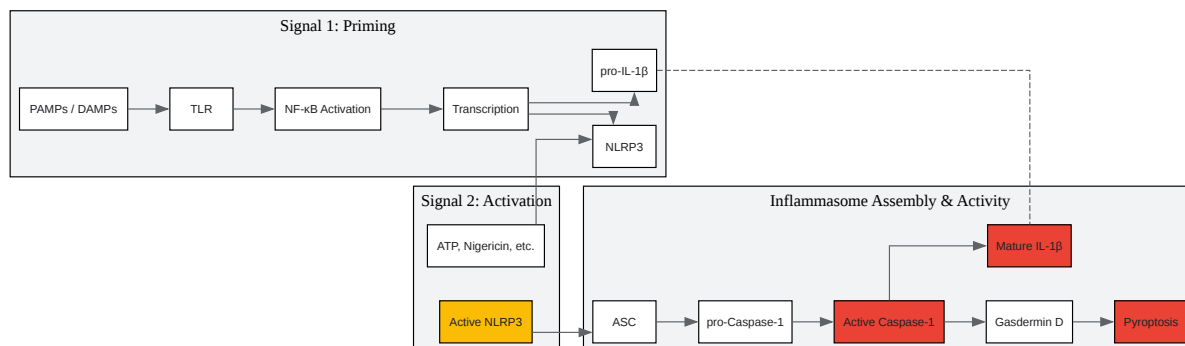 Signal 1: Priming
pro-IL-1β
PAMPs / DAMPs
TLR
NF-κB Activation
Transcription
NLRP3
Signal 2: Activation
Inflammasome Assembly & Activity
ATP, Nigericin, etc.
Mature IL-1β
Active NLRP3
ASC
pro-Caspase-1
Active Caspase-1
Gasdermin D
Pyroptosis